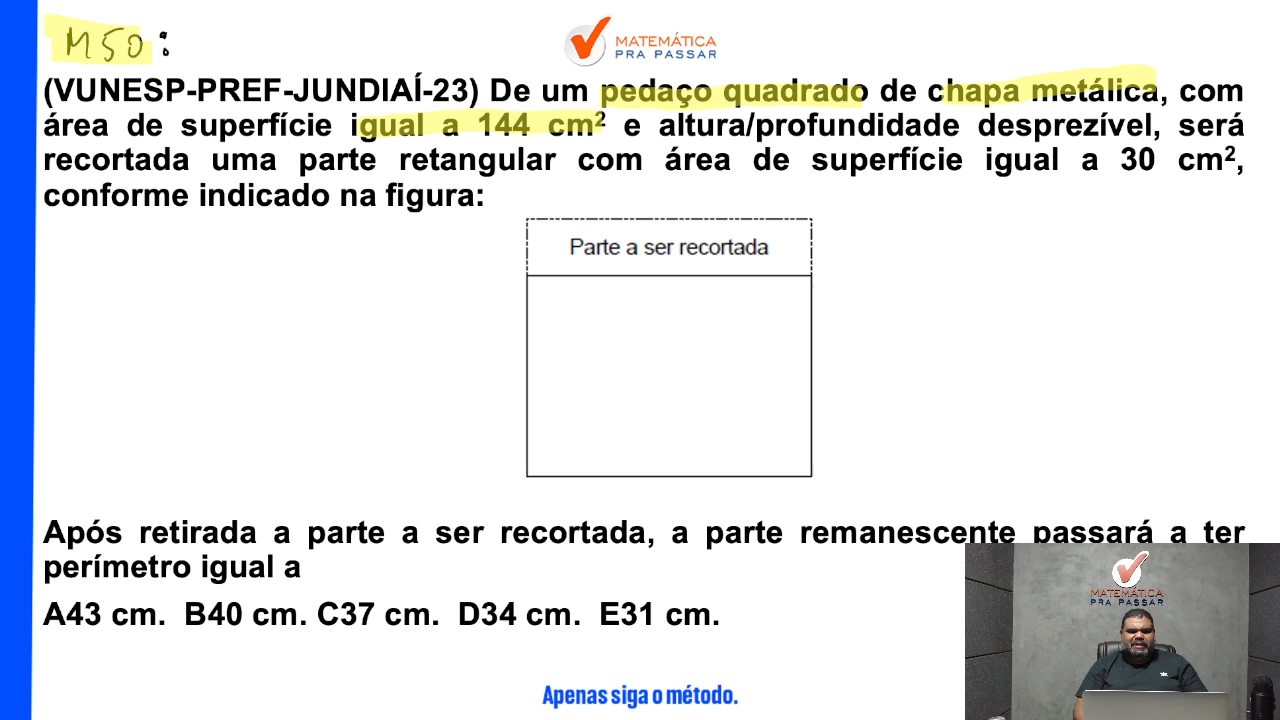 M50:
MATEMÁTICA
PRA PASSAR
(VUNESP-PREF-JUNDIAÍ-23) De um pedaço quadrado de chapa metálica, com
área de superfície igual a 144 cm² e altura/profundidade desprezível, será
recortada uma parte retangular com área de superfície igual a 30 cm²,
conforme indicado na figura:
Parte a ser recortada
Após retirada a parte a ser recortada, a parte remanescente passará a ter
perímetro igual a
A43 cm. B40 cm. C37 cm. D34 cm. E31 cm.
MATEMÁTICA
PRA PASSAR
Apenas siga o método.